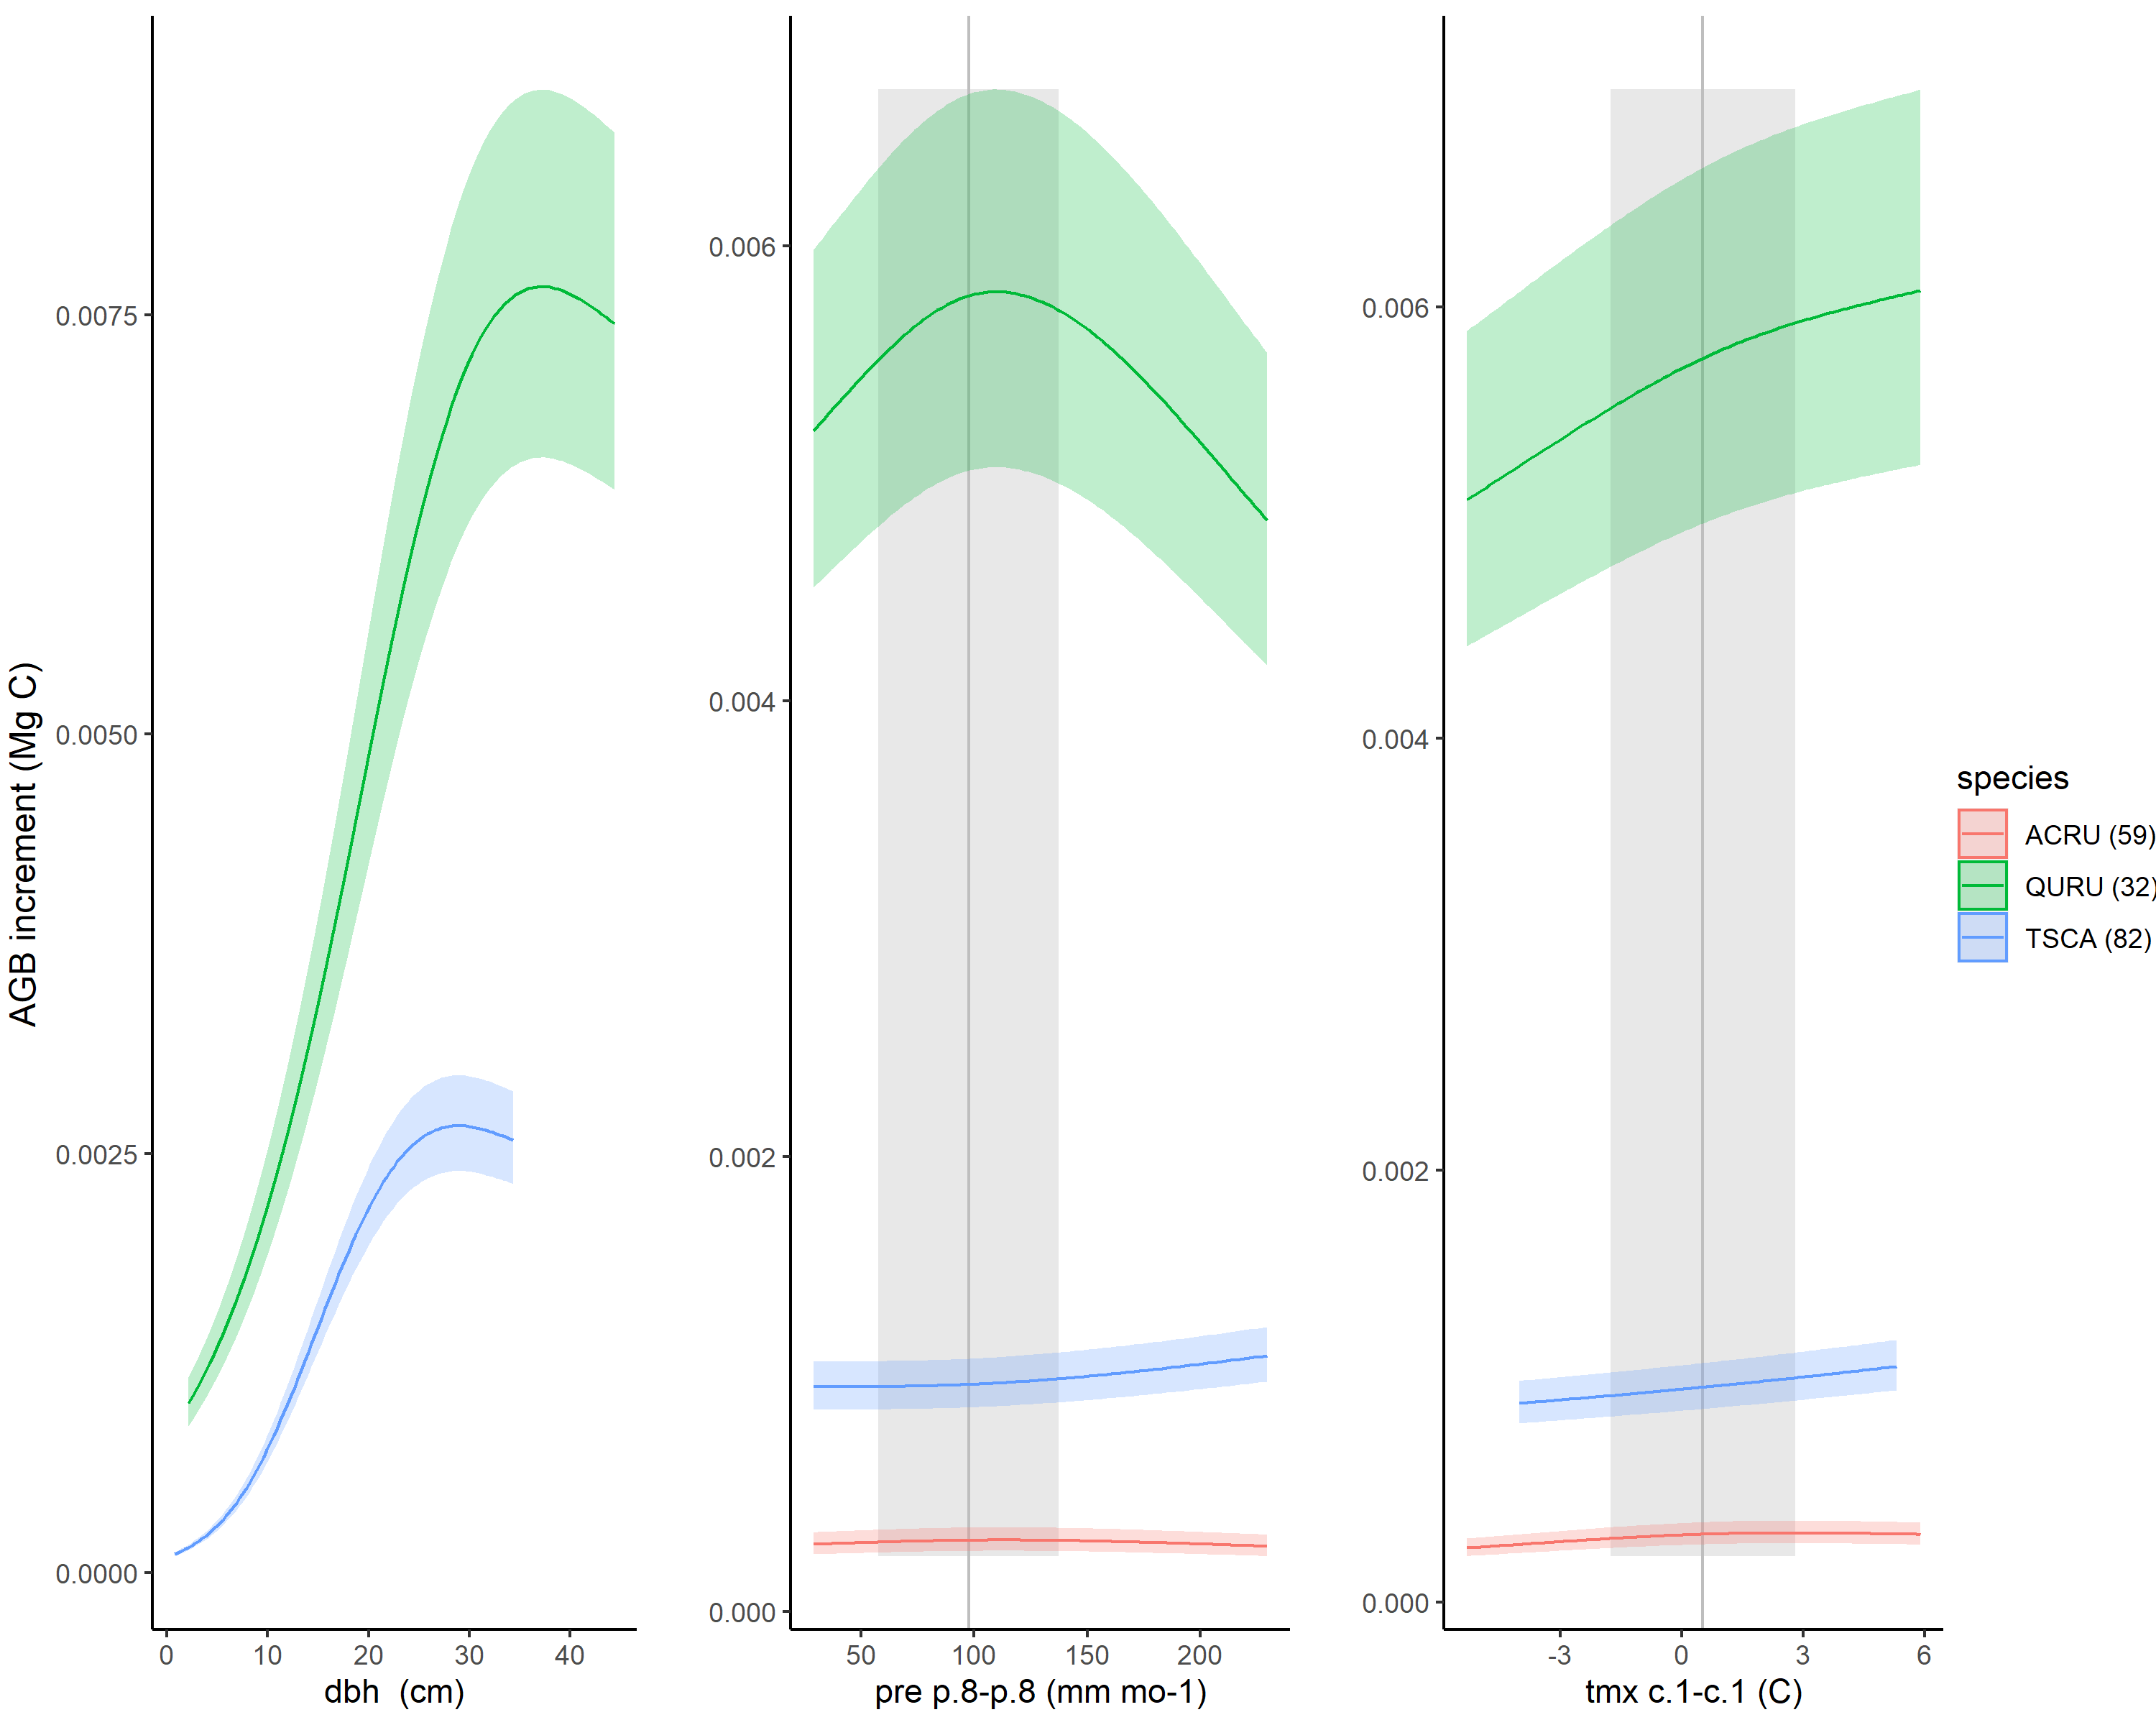 AGB increment (Mg C)
0.0075
0.0050
0.0025
0.0000
0 10 20 30 40
dbh (cm)
0.006
0.004
0.002
0.000
50 100 150 200
pre p.8-p.8 (mm mo-1)
0.006
0.004
0.002
0.000
-3 0 3 6
tmx c.1-c.1 (C)
species
ACRU (59)
QURU (32)
TSCA (82)